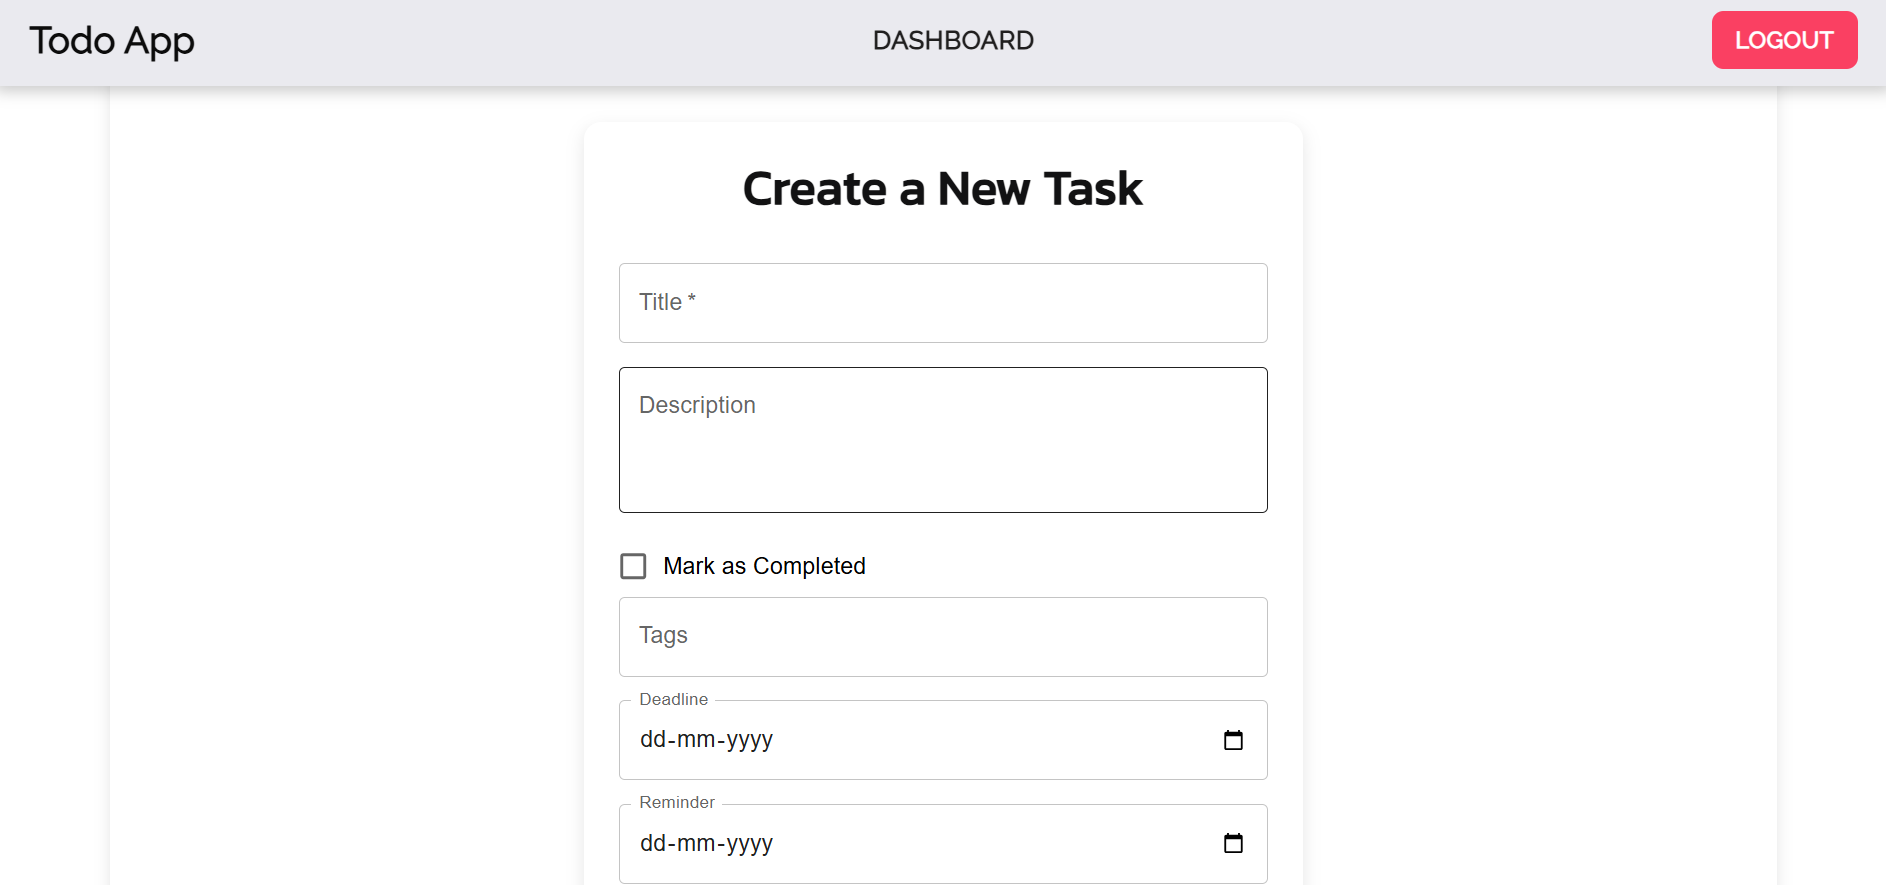 Todo App
DASHBOARD
LOGOUT
Create a New Task
Title *
Description
Mark as Completed
Tags
Deadline
dd-mm-yyyy
Reminder
dd-mm-yyyy